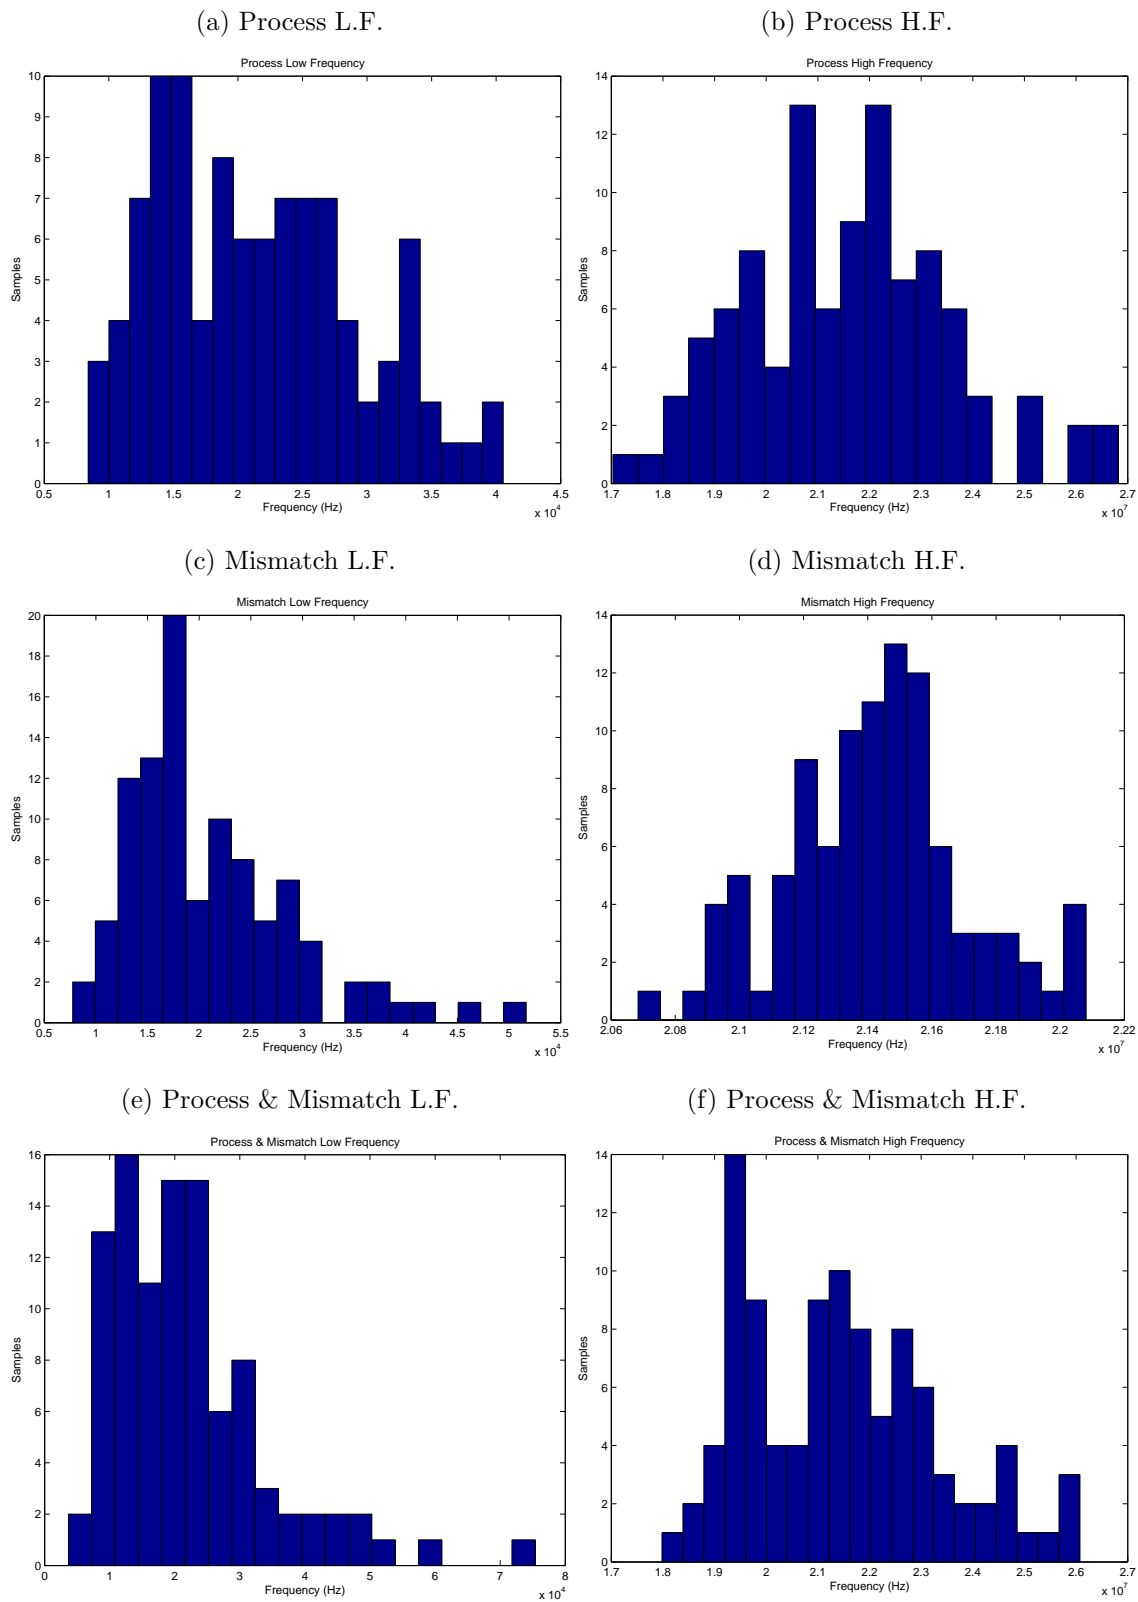 (a) Process L.F.
Process Low Frequency
10
9
8
7
6
5
4
3
2
1
0
Samples
0.5 1 1.5 2 2.5 3 3.5 4 4.5
Frequency (Hz)
x 10^4
(b) Process H.F.
Process High Frequency
14
12
10
8
6
4
2
0
Samples
1.7 1.8 1.9 2 2.1 2.2 2.3 2.4 2.5 2.6 2.7
Frequency (Hz)
x 10^7
(c) Mismatch L.F.
Mismatch Low Frequency
20
18
16
14
12
10
8
6
4
2
0
Samples
0.5 1 1.5 2 2.5 3 3.5 4 4.5 5 5.5
Frequency (Hz)
x 10^4
(d) Mismatch H.F.
Mismatch High Frequency
14
12
10
8
6
4
2
0
Samples
2.06 2.08 2.1 2.12 2.14 2.16 2.18 2.2 2.22
Frequency (Hz)
x 10^7
(e) Process & Mismatch L.F.
Process & Mismatch Low Frequency
16
14
12
10
8
6
4
2
0
Samples
0 1 2 3 4 5 6 7 8
Frequency (Hz)
x 10^4
(f) Process & Mismatch H.F.
Process & Mismatch High Frequency
14
12
10
8
6
4
2
0
Samples
1.7 1.8 1.9 2 2.1 2.2 2.3 2.4 2.5 2.6 2.7
Frequency (Hz)
x 10^7